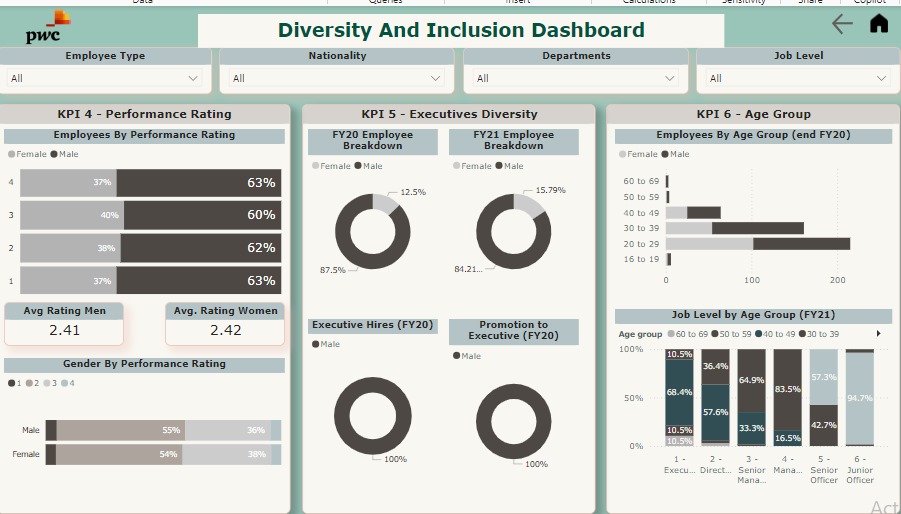 Data Queries Insert Calculations Sensitivity Share Copilot
pwc
Diversity And Inclusion Dashboard
Employee Type
All
Nationality
All
Departments
All
Job Level
All
KPI 4 - Performance Rating
Employees By Performance Rating
Female Male
4 37% 63%
3 40% 60%
2 38% 62%
1 37% 63%
Avg Rating Men
2.41
Avg. Rating Women
2.42
Gender By Performance Rating
1 2 3 4
Male 55% 36%
Female 54% 38%
KPI 5 - Executives Diversity
FY20 Employee
Breakdown
Female Male
12.5%
87.5%
FY21 Employee
Breakdown
Female Male
15.79%
84.21...
Executive Hires (FY20)
Male
100%
Promotion to
Executive (FY20)
Male
100%
KPI 6 - Age Group
Employees By Age Group (end FY20)
Female Male
60 to 69
50 to 59
40 to 49
30 to 39
20 to 29
16 to 19
0 100 200
Job Level by Age Group (FY21)
Age group 60 to 69 50 to 59 40 to 49 30 to 39
100%
50%
0%
10.5%
68.4%
10.5%
10.5%
36.4%
57.6%
64.9%
33.3%
83.5%
16.5%
57.3%
42.7%
94.7%
1 -
Execu...
2 -
Direct...
3 -
Senior
Mana...
4 -
Mana...
5 -
Senior
Officer
6 -
Junior
Officer
Act